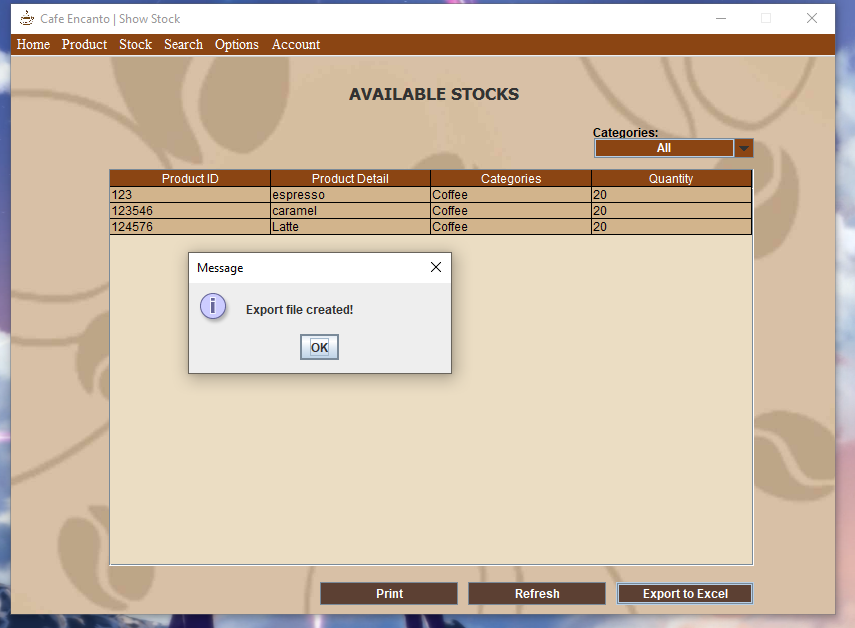 Cafe Encanto | Show Stock
Home Product Stock Search Options Account
AVAILABLE STOCKS
Categories:
All
Product ID Product Detail Categories Quantity
123 espresso Coffee 20
123546 caramel Coffee 20
124576 Latte Coffee 20
Message
i
Export file created!
OK
Print Refresh Export to Excel